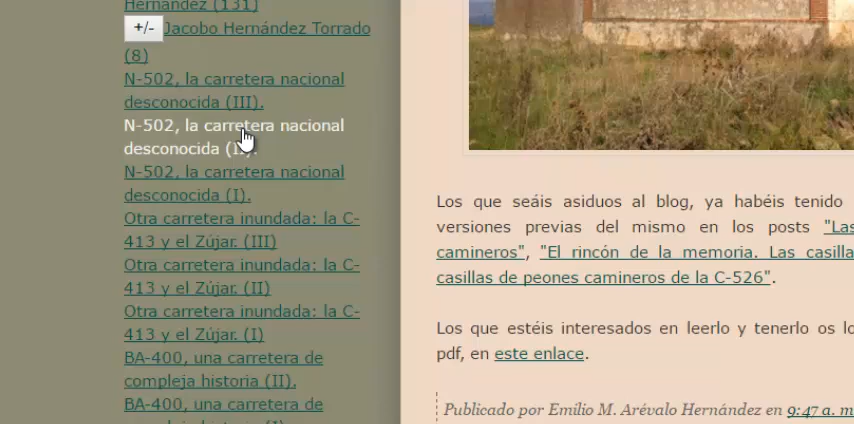 Hernández (131)
+/- Jacobo Hernández Torrado
(8)
N-502, la carretera nacional
desconocida (III).
N-502, la carretera nacional
desconocida (II).
N-502, la carretera nacional
desconocida (I).
Otra carretera inundada: la C-
413 y el Zújar. (III)
Otra carretera inundada: la C-
413 y el Zújar. (II)
Otra carretera inundada: la C-
413 y el Zújar. (I)
BA-400, una carretera de
compleja historia (II).
BA-400, una carretera de
Los que seáis asiduos al blog, ya habéis tenido
versiones previas del mismo en los posts "Las
camineros", "El rincón de la memoria. Las casilla
casillas de peones camineros de la C-526".
Los que estéis interesados en leerlo y tenerlo os lo
pdf, en este enlace.
Publicado por Emilio M. Arévalo Hernández en 9:47 a. m